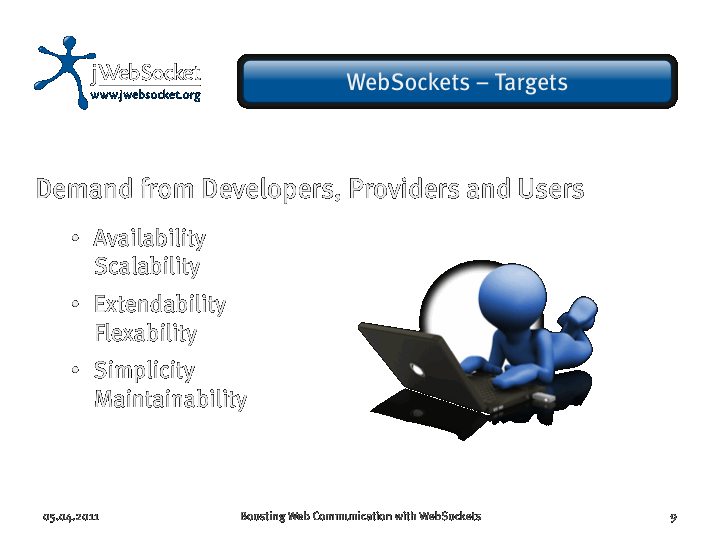 jWebSocket
www.jwebsocket.org
WebSockets – Targets
Demand from Developers, Providers and Users
• Availability
Scalability
• Extendability
Flexability
• Simplicity
Maintainability
05.04.2011
Boosting Web Communication with WebSockets
9